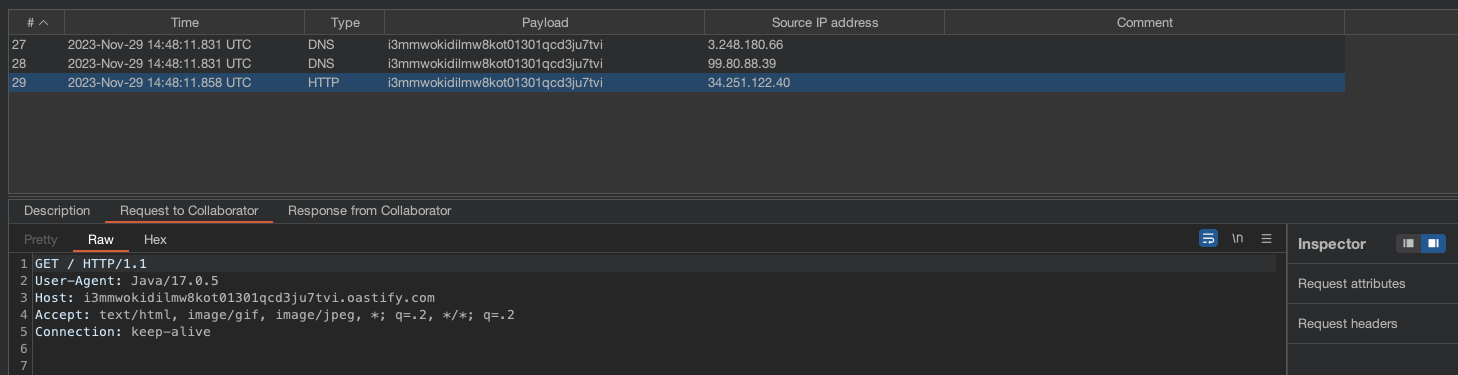 # Time Type Payload Source IP address Comment
27 2023-Nov-29 14:48:11.831 UTC DNS i3mmwokidilmw8kot01301qcd3ju7tvi 3.248.180.66
28 2023-Nov-29 14:48:11.831 UTC DNS i3mmwokidilmw8kot01301qcd3ju7tvi 99.80.88.39
29 2023-Nov-29 14:48:11.858 UTC HTTP i3mmwokidilmw8kot01301qcd3ju7tvi 34.251.122.40
Description Request to Collaborator Response from Collaborator
Pretty Raw Hex \n
1 GET / HTTP/1.1
2 User-Agent: Java/17.0.5
3 Host: i3mmwokidilmw8kot01301qcd3ju7tvi.oastify.com
4 Accept: text/html, image/gif, image/jpeg, *; q=.2, */*; q=.2
5 Connection: keep-alive
6
7
Inspector
Request attributes
Request headers